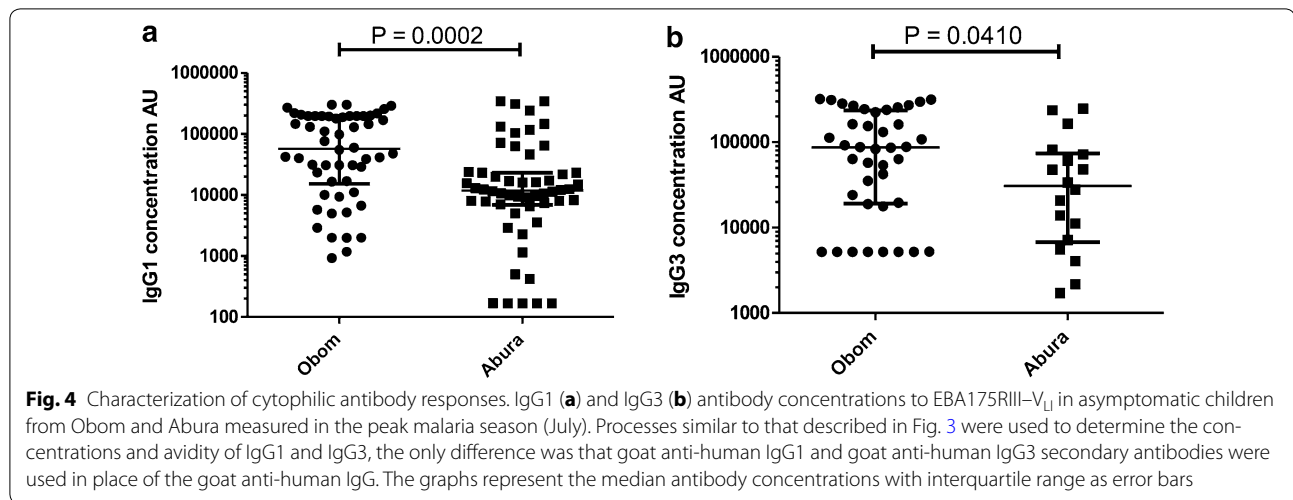 a
P = 0.0002
IgG1 concentration AU
1000000
100000
10000
1000
100
Obom
Abura
b
P = 0.0410
IgG3 concentration AU
1000000
100000
10000
1000
Obom
Abura
Fig. 4 Characterization of cytophilic antibody responses. IgG1 (a) and IgG3 (b) antibody concentrations to EBA175RIII–VLI in asymptomatic children
from Obom and Abura measured in the peak malaria season (July). Processes similar to that described in Fig. 3 were used to determine the con-
centrations and avidity of IgG1 and IgG3, the only difference was that goat anti-human IgG1 and goat anti-human IgG3 secondary antibodies were
used in place of the goat anti-human IgG. The graphs represent the median antibody concentrations with interquartile range as error bars